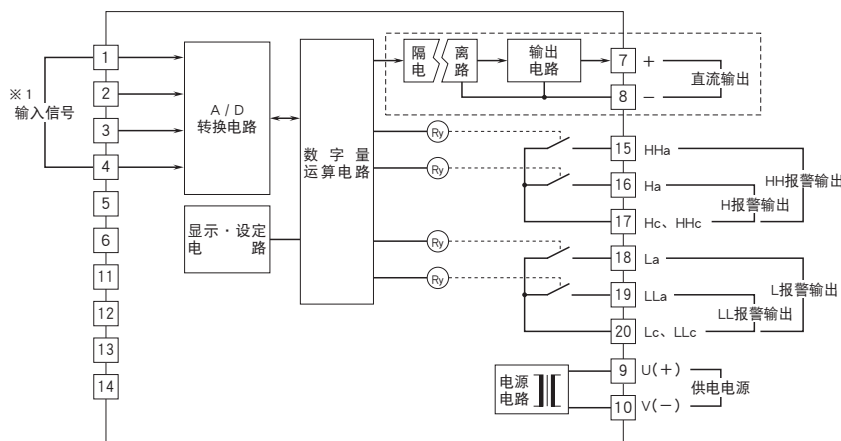 ※1
输入信号
1
2
3
4
5
6
11
12
13
14
A / D
转换电路
显示・设定
电　路
数 字 量
运算电路
隔 离
电 路
输出
电路
Ry
Ry
Ry
Ry
7 +
8 −
直流输出
15 HHa
16 Ha
17 Hc、HHc
H报警输出
HH报警输出
18 La
19 LLa
20 Lc、LLc
LL报警输出
L报警输出
电源
电路
9 U(+)
10 V(−)
供电电源